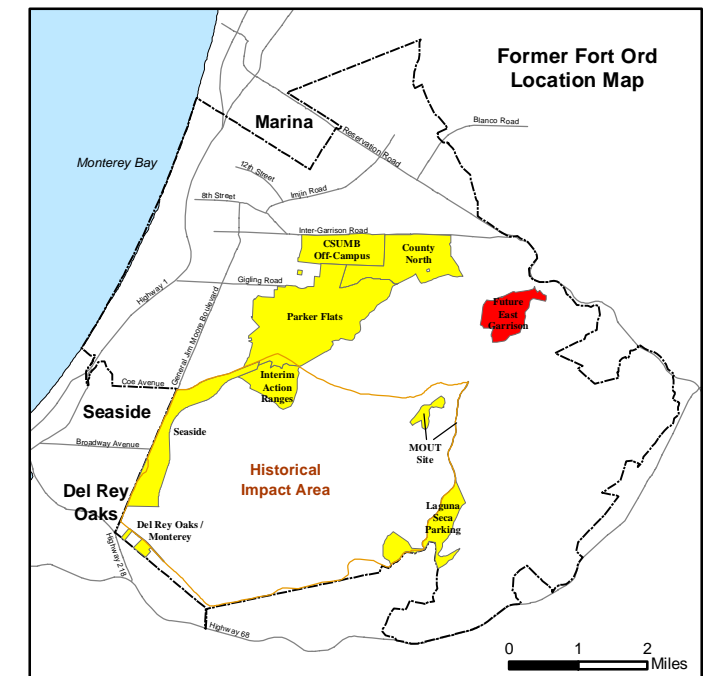 Former Fort Ord
Location Map
Marina
Blanco Road
Reservation Road
Monterey Bay
12th Street
Imjin Road
8th Street
Inter-Garrison Road
CSUMB
Off-Campus
County
North
Gigling Road
Highway 1
General Jim Moore Boulevard
Future
East
Garrison
Parker Flats
Interim
Action
Ranges
Coe Avenue
Seaside
Seaside
Broadway Avenue
MOUT
Site
Historical
Impact Area
Del Rey
Oaks
Laguna
Seca
Parking
Del Rey Oaks /
Monterey
Highway 218
Highway 68
0 1 2
Miles